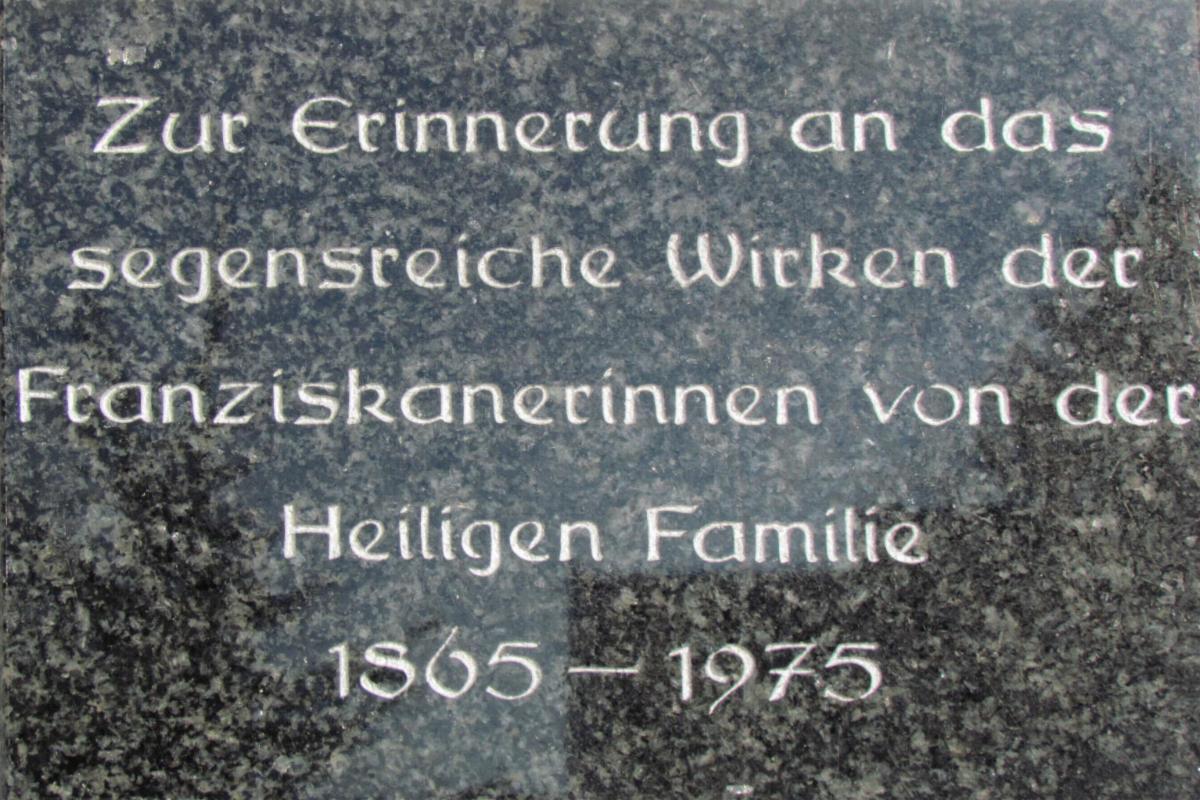 Zur Erinnerung an das
segensreiche Wirken der
Franziskanerinnen von der
Heiligen Familie
1865 – 1975